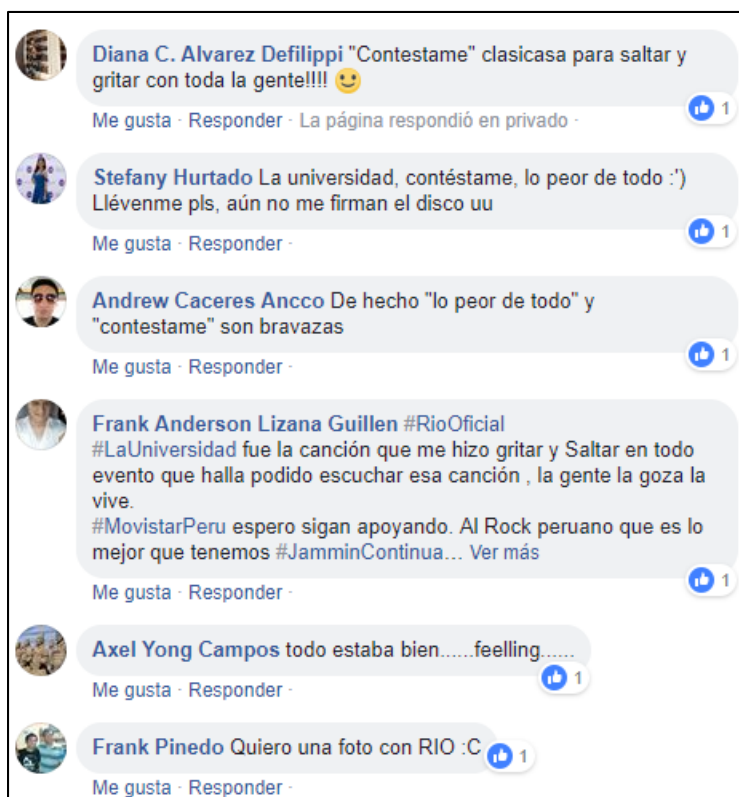 Diana C. Alvarez Defilippi "Contestame" clasicasa para saltar y
gritar con toda la gente!!!! 🙂
1
Me gusta · Responder · La página respondió en privado ·
Stefany Hurtado La universidad, contéstame, lo peor de todo :')
Llévenme pls, aún no me firman el disco uu
1
Me gusta · Responder ·
Andrew Caceres Ancco De hecho "lo peor de todo" y
"contestame" son bravazas
1
Me gusta · Responder ·
Frank Anderson Lizana Guillen #RioOficial
#LaUniversidad fue la canción que me hizo gritar y Saltar en todo
evento que halla podido escuchar esa canción , la gente la goza la
vive.
#MovistarPeru espero sigan apoyando. Al Rock peruano que es lo
mejor que tenemos #JamminContinua... Ver más
1
Me gusta · Responder ·
Axel Yong Campos todo estaba bien......feelling......
1
Me gusta · Responder ·
Frank Pinedo Quiero una foto con RIO :C
1
Me gusta · Responder ·